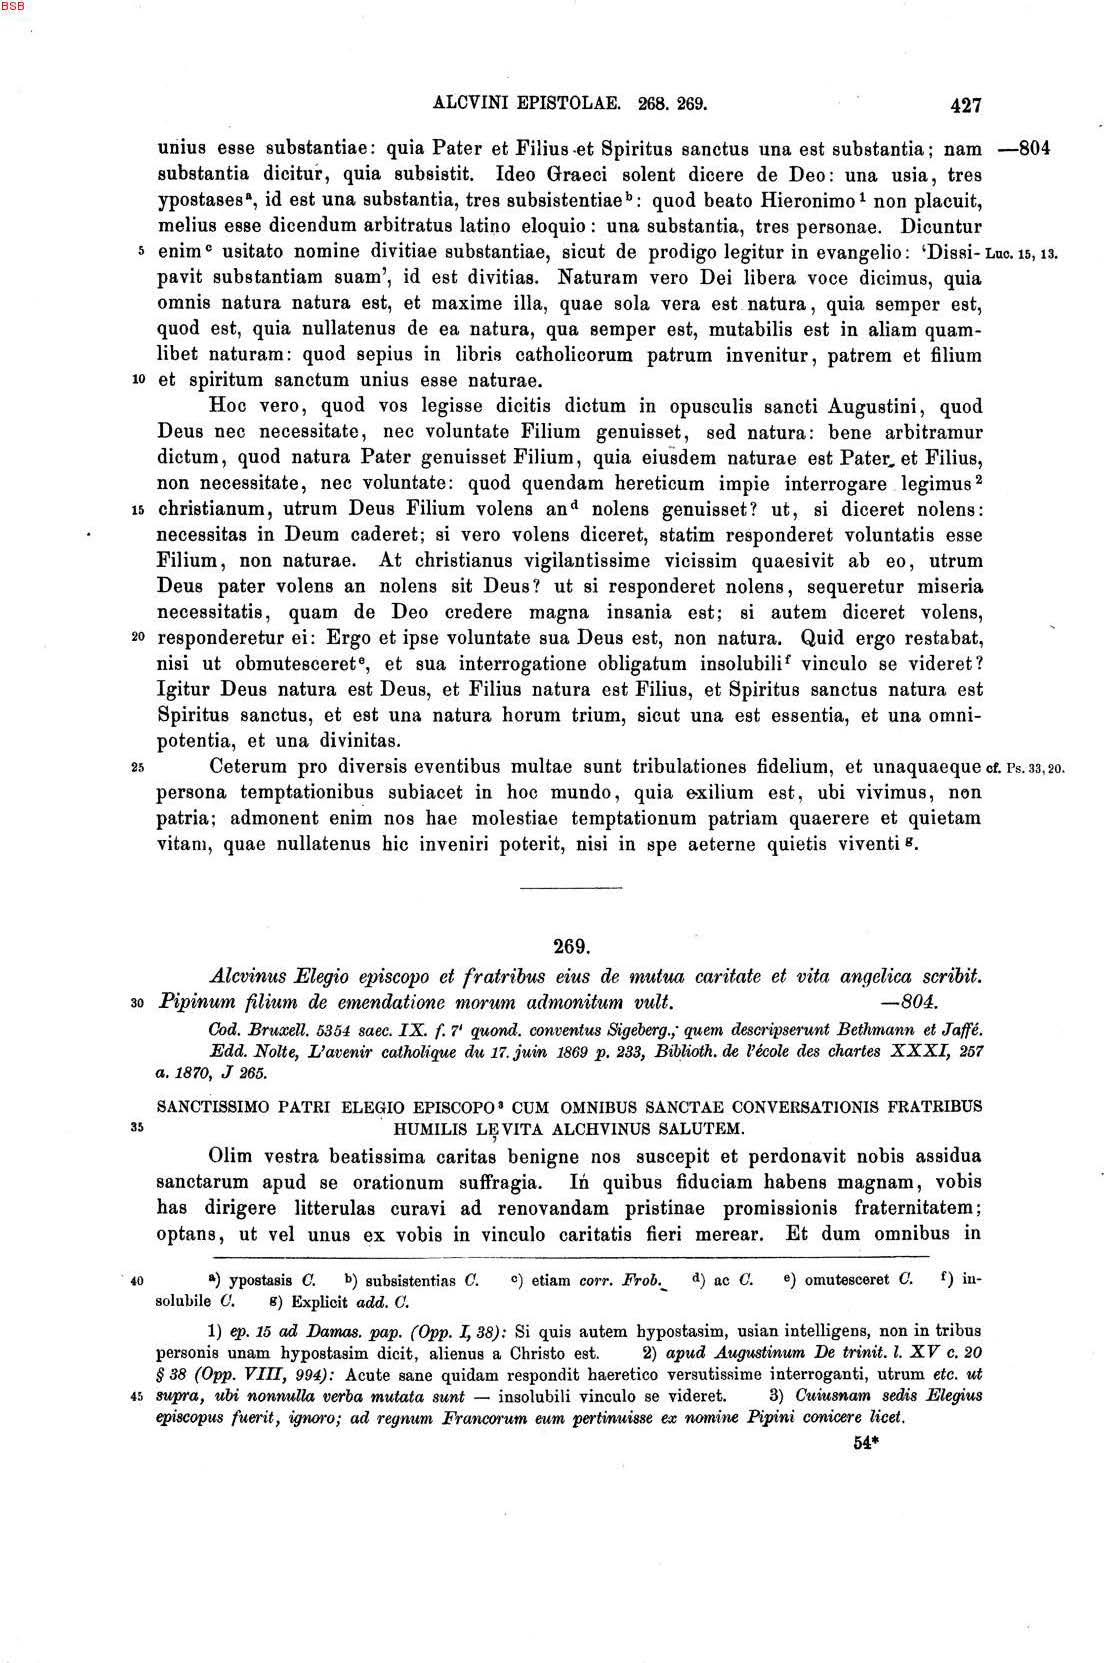 BSB
ALCVINI EPISTOLAE. 268. 269. 427
unius esse substantiae: quia Pater et Filius et Spiritus sanctus una est substantia; nam —804
substantia dicitur, quia subsistit. Ideo Graeci solent dicere de Deo: una usia, tres
ypostasesᵃ, id est una substantia, tres subsistentiaeᵇ: quod beato Hieronimo¹ non placuit,
melius esse dicendum arbitratus latino eloquio: una substantia, tres personae. Dicuntur
5 enimᶜ usitato nomine divitiae substantiae, sicut de prodigo legitur in evangelio: ‘Dissi- Luc. 15, 13.
pavit substantiam suam’, id est divitias. Naturam vero Dei libera voce dicimus, quia
omnis natura natura est, et maxime illa, quae sola vera est natura, quia semper est,
quod est, quia nullatenus de ea natura, qua semper est, mutabilis est in aliam quam-
libet naturam: quod sepius in libris catholicorum patrum invenitur, patrem et filium
10 et spiritum sanctum unius esse naturae.
Hoc vero, quod vos legisse dicitis dictum in opusculis sancti Augustini, quod
Deus nec necessitate, nec voluntate Filium genuisset, sed natura: bene arbitramur
dictum, quod natura Pater genuisset Filium, quia eiusdem naturae est Pater et Filius,
non necessitate, nec voluntate: quod quendam hereticum impie interrogare legimus²
15 christianum, utrum Deus Filium volens anᵈ nolens genuisset? ut, si diceret nolens:
necessitas in Deum caderet; si vero volens diceret, statim responderet voluntatis esse
Filium, non naturae. At christianus vigilantissime vicissim quaesivit ab eo, utrum
Deus pater volens an nolens sit Deus? ut si responderet nolens, sequeretur miseria
necessitatis, quam de Deo credere magna insania est; si autem diceret volens,
20 responderetur ei: Ergo et ipse voluntate sua Deus est, non natura. Quid ergo restabat,
nisi ut obmutesceretᵉ, et sua interrogatione obligatum insolubiliᶠ vinculo se videret?
Igitur Deus natura est Deus, et Filius natura est Filius, et Spiritus sanctus natura est
Spiritus sanctus, et est una natura horum trium, sicut una est essentia, et una omni-
potentia, et una divinitas.
25 Ceterum pro diversis eventibus multae sunt tribulationes fidelium, et unaquaeque cf. Ps. 33, 20.
persona temptationibus subiacet in hoc mundo, quia exilium est, ubi vivimus, non
patria; admonent enim nos hae molestiae temptationum patriam quaerere et quietam
vitam, quae nullatenus hic inveniri poterit, nisi in spe aeterne quietis viventiᵍ.
269.
Alcvinus Elegio episcopo et fratribus eius de mutua caritate et vita angelica scribit.
30 Pipinum filium de emendatione morum admonitum vult. —804.
Cod. Bruxell. 5354 saec. IX. f. 7' quond. conventus Sigeberg.; quem descripserunt Bethmann et Jaffé.
Edd. Nolte, L'avenir catholique du 17. juin 1869 p. 233, Biblioth. de l'école des chartes XXXI, 257
a. 1870, J 265.
SANCTISSIMO PATRI ELEGIO EPISCOPO³ CUM OMNIBUS SANCTAE CONVERSATIONIS FRATRIBUS
35 HUMILIS LĘVITA ALCHVINUS SALUTEM.
Olim vestra beatissima caritas benigne nos suscepit et perdonavit nobis assidua
sanctarum apud se orationum suffragia. In quibus fiduciam habens magnam, vobis
has dirigere litterulas curavi ad renovandam pristinae promissionis fraternitatem;
optans, ut vel unus ex vobis in vinculo caritatis fieri merear. Et dum omnibus in
40 ᵃ) ypostasis C. ᵇ) subsistentias C. ᶜ) etiam corr. Frob. ᵈ) ac C. ᵉ) omutesceret C. ᶠ) in-
solubile C. ᵍ) Explicit add. C.
1) ep. 15 ad Damas. pap. (Opp. I, 38): Si quis autem hypostasim, usian intelligens, non in tribus
personis unam hypostasim dicit, alienus a Christo est. 2) apud Augustinum De trinit. l. XV c. 20
§ 38 (Opp. VIII, 994): Acute sane quidam respondit haeretico versutissime interroganti, utrum etc. ut
45 supra, ubi nonnulla verba mutata sunt — insolubili vinculo se videret. 3) Cuiusnam sedis Elegius
episcopus fuerit, ignoro; ad regnum Francorum eum pertinuisse ex nomine Pipini conicere licet.
54*